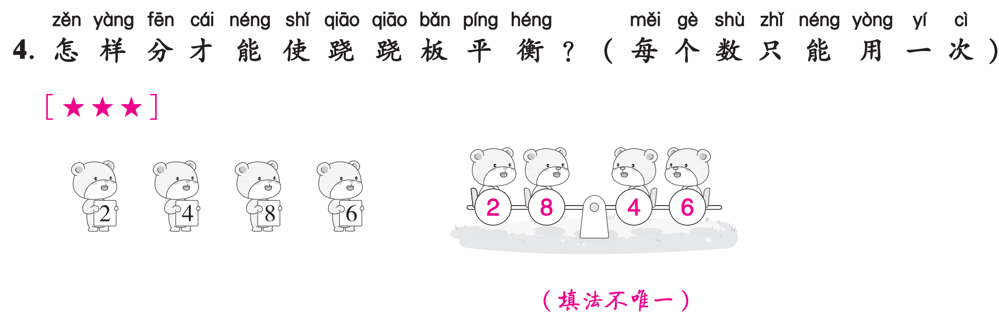 zěn yàng fēn cái néng shǐ qiāo qiāo bǎn píng héng měi gè shù zhǐ néng yòng yí cì
4. 怎样分才能使跷跷板平衡？（每个数只能用一次）
［★★★］
2 4 8 6
2 8 4 6
（填法不唯一）